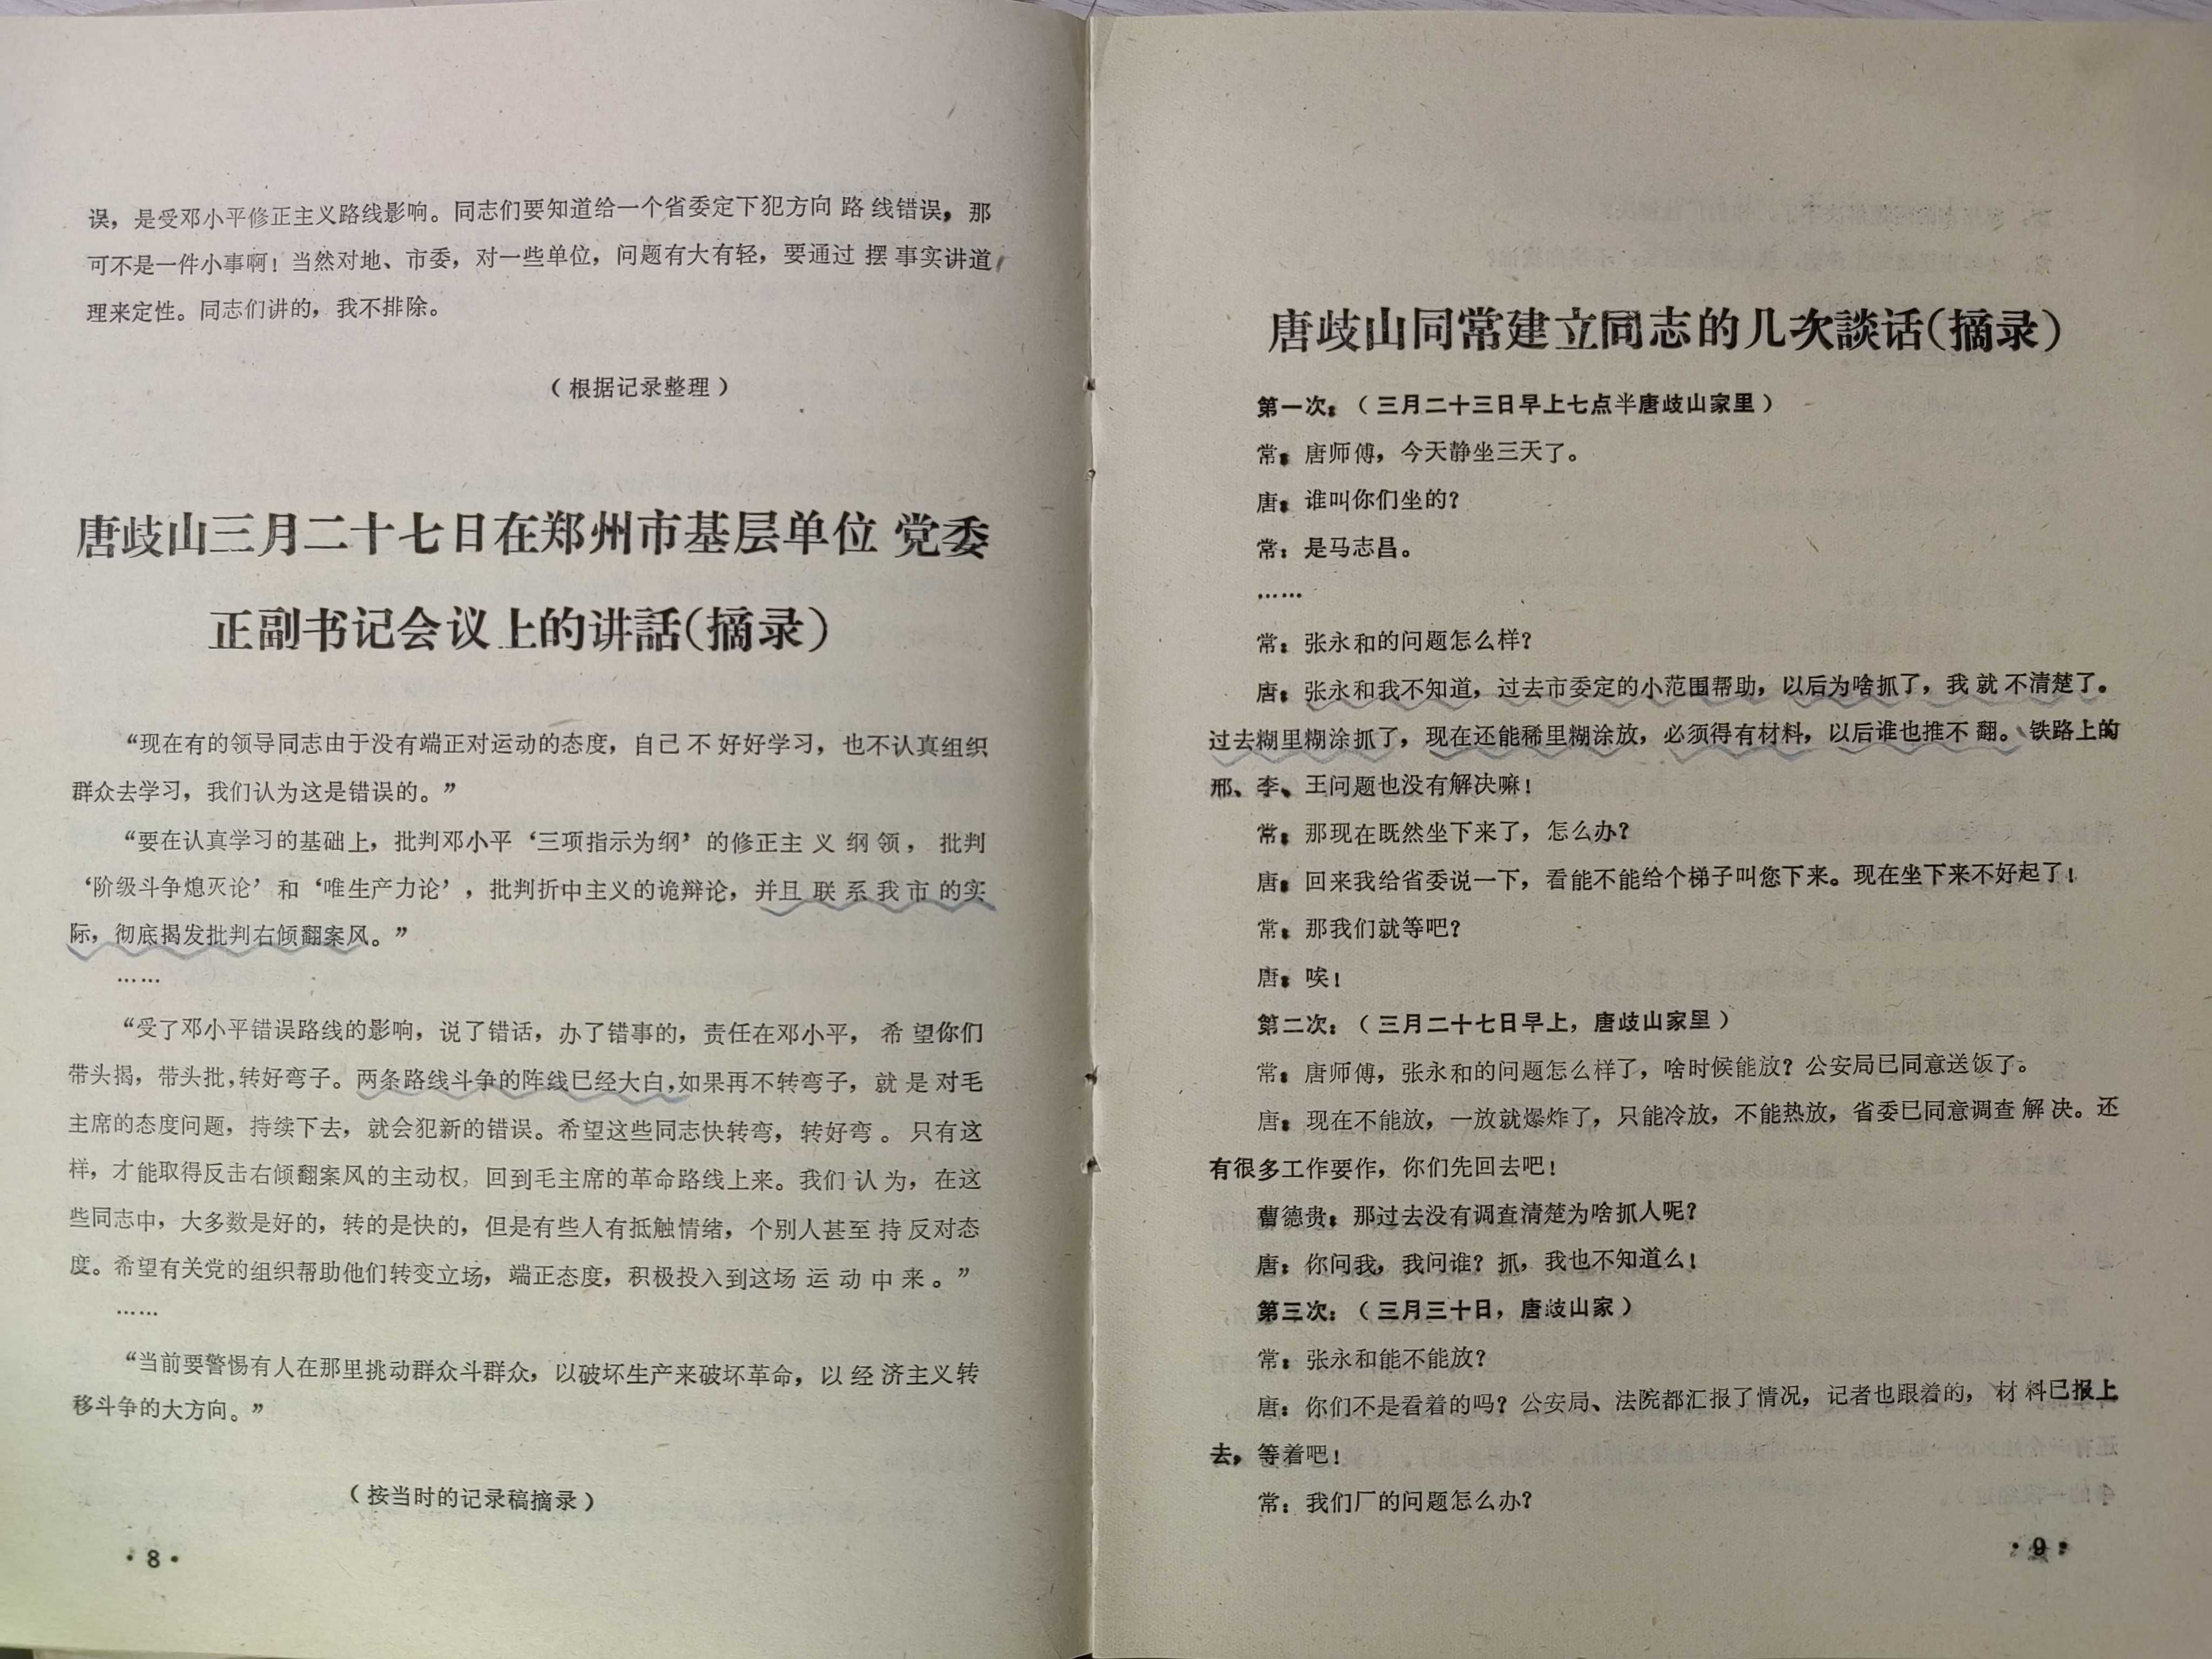 误，是受邓小平修正主义路线影响。同志们要知道给一个省委定下犯方向路线错误，那
可不是一件小事啊！当然对地、市委，对一些单位，问题有大有轻，要通过摆事实讲道
理来定性。同志们讲的，我不排除。
（根据记录整理）
唐歧山三月二十七日在郑州市基层单位党委
正副书记会议上的讲話（摘录）
“现在有的领导同志由于没有端正对运动的态度，自己不好好学习，也不认真组织
群众去学习，我们认为这是错误的。”
“要在认真学习的基础上，批判邓小平‘三项指示为纲’的修正主义纲领，批判
‘阶级斗争熄灭论’和‘唯生产力论’，批判折中主义的诡辩论，并且联系我市的实
际，彻底揭发批判右倾翻案风。”
……
“受了邓小平错误路线的影响，说了错话，办了错事的，责任在邓小平，希望你们
带头揭，带头批，转好弯子。两条路线斗争的阵线已经大白，如果再不转弯子，就是对毛
主席的态度问题，持续下去，就会犯新的错误。希望这些同志快转弯，转好弯。只有这
样，才能取得反击右倾翻案风的主动权，回到毛主席的革命路线上来。我们认为，在这
些同志中，大多数是好的，转的是快的，但是有些人有抵触情绪，个别人甚至持反对态
度。希望有关党的组织帮助他们转变立场，端正态度，积极投入到这场运动中来。”
……
“当前要警惕有人在那里挑动群众斗群众，以破坏生产来破坏革命，以经济主义转
移斗争的大方向。”
（按当时的记录稿摘录）
·8·
唐歧山同常建立同志的几次談话（摘录）
第一次：（三月二十三日早上七点半唐歧山家里）
常：唐师傅，今天静坐三天了。
唐：谁叫你们坐的？
常：是马志昌。
……
常：张永和的问题怎么样？
唐：张永和我不知道，过去市委定的小范围帮助，以后为啥抓了，我就不清楚了。
过去糊里糊涂抓了，现在还能稀里糊涂放，必须得有材料，以后谁也推不翻。铁路上的
邢、李、王问题也没有解决嘛！
常：那现在既然坐下来了，怎么办？
唐：回来我给省委说一下，看能不能给个梯子叫您下来。现在坐下来不好起了！
常：那我们就等吧？
唐：唉！
第二次：（三月二十七日早上，唐歧山家里）
常：唐师傅，张永和的问题怎么样了，啥时候能放？公安局已同意送饭了。
唐：现在不能放，一放就爆炸了，只能冷放，不能热放，省委已同意调查解决。还
有很多工作要作，你们先回去吧！
曹德贵：那过去没有调查清楚为啥抓人呢？
唐：你问我，我问谁？抓，我也不知道么！
第三次：（三月三十日，唐歧山家）
常：张永和能不能放？
唐：你们不是看着的吗？公安局、法院都汇报了情况，记者也跟着的，材料已报上
去，等着吧！
常：我们厂的问题怎么办？
·9·